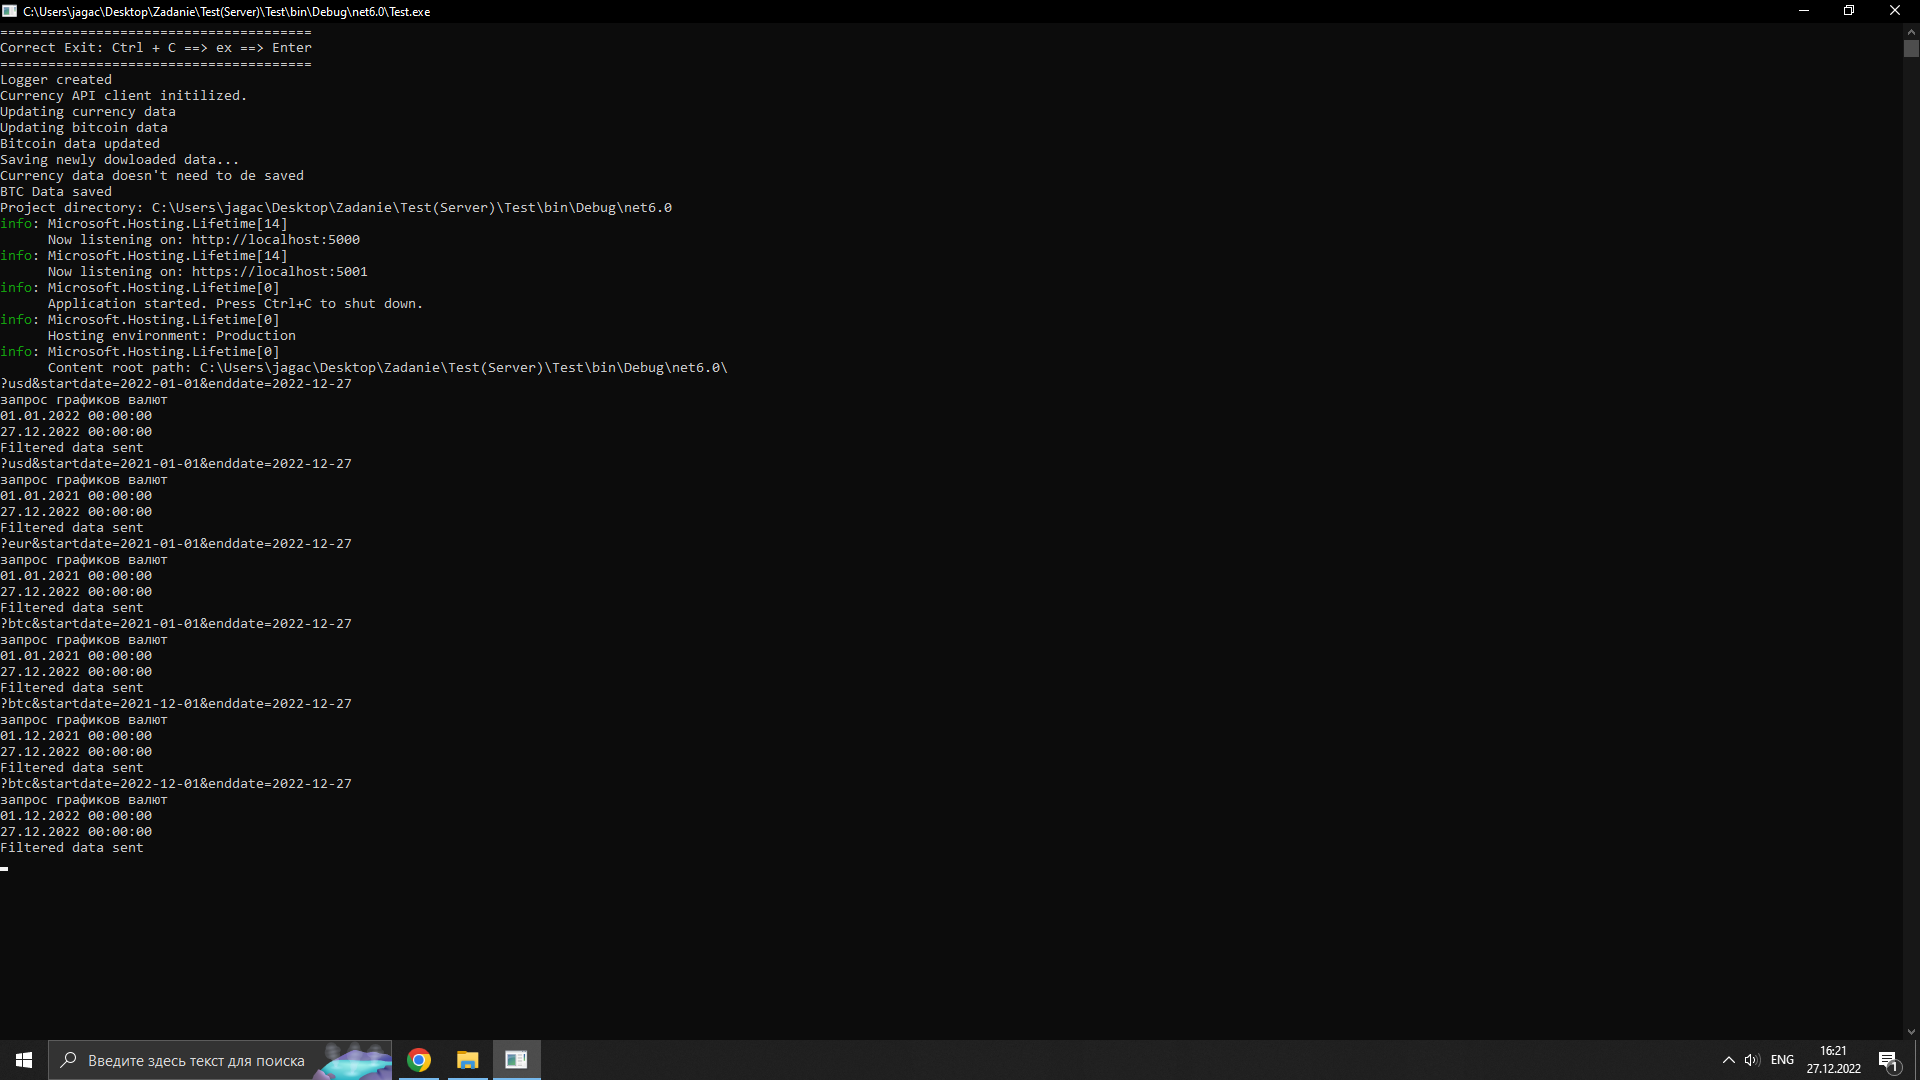 C:\Users\jagac\Desktop\Zadanie\Test(Server)\Test\bin\Debug\net6.0\Test.exe
=======================================
Correct Exit: Ctrl + C ==> ex ==> Enter
=======================================
Logger created
Currency API client initilized.
Updating currency data
Updating bitcoin data
Bitcoin data updated
Saving newly dowloaded data...
Currency data doesn't need to de saved
BTC Data saved
Project directory: C:\Users\jagac\Desktop\Zadanie\Test(Server)\Test\bin\Debug\net6.0
info: Microsoft.Hosting.Lifetime[14]
      Now listening on: http://localhost:5000
info: Microsoft.Hosting.Lifetime[14]
      Now listening on: https://localhost:5001
info: Microsoft.Hosting.Lifetime[0]
      Application started. Press Ctrl+C to shut down.
info: Microsoft.Hosting.Lifetime[0]
      Hosting environment: Production
info: Microsoft.Hosting.Lifetime[0]
      Content root path: C:\Users\jagac\Desktop\Zadanie\Test(Server)\Test\bin\Debug\net6.0\
?usd&startdate=2022-01-01&enddate=2022-12-27
запрос графиков валют
01.01.2022 00:00:00
27.12.2022 00:00:00
Filtered data sent
?usd&startdate=2021-01-01&enddate=2022-12-27
запрос графиков валют
01.01.2021 00:00:00
27.12.2022 00:00:00
Filtered data sent
?eur&startdate=2021-01-01&enddate=2022-12-27
запрос графиков валют
01.01.2021 00:00:00
27.12.2022 00:00:00
Filtered data sent
?btc&startdate=2021-01-01&enddate=2022-12-27
запрос графиков валют
01.01.2021 00:00:00
27.12.2022 00:00:00
Filtered data sent
?btc&startdate=2021-12-01&enddate=2022-12-27
запрос графиков валют
01.12.2021 00:00:00
27.12.2022 00:00:00
Filtered data sent
?btc&startdate=2022-12-01&enddate=2022-12-27
запрос графиков валют
01.12.2022 00:00:00
27.12.2022 00:00:00
Filtered data sent
Введите здесь текст для поиска
ENG
16:21
27.12.2022
1